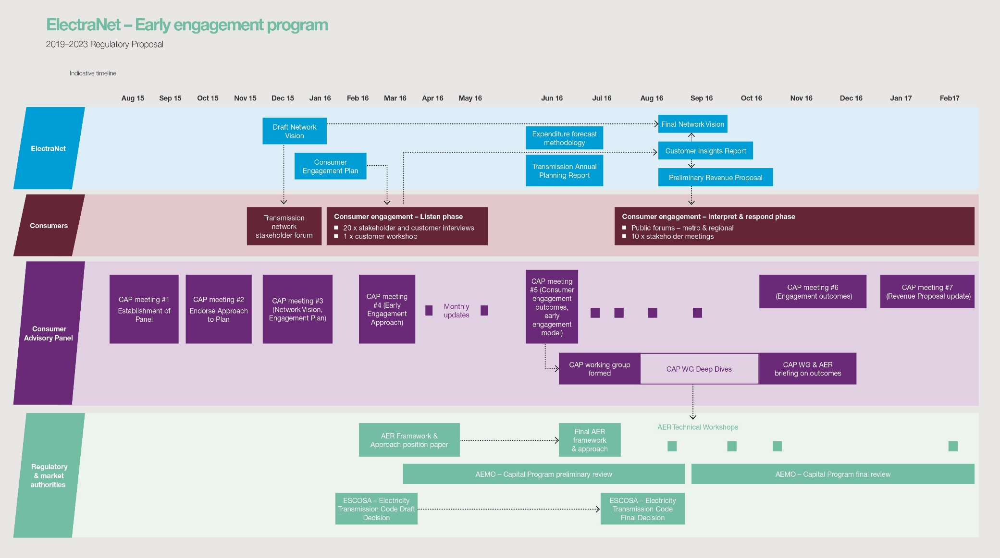 ElectraNet – Early engagement program
2019–2023 Regulatory Proposal
Indicative timeline
Aug 15 Sep 15 Oct 15 Nov 15 Dec 15 Jan 16 Feb 16 Mar 16 Apr 16 May 16 Jun 16 Jul 16 Aug 16 Sep 16 Oct 16 Nov 16 Dec 16 Jan 17 Feb17
ElectraNet
Draft Network
Vision
Consumer
Engagement Plan
Expenditure forecast
methodology
Transmission Annual
Planning Report
Final Network Vision
Customer Insights Report
Preliminary Revenue Proposal
Consumers
Transmission
network
stakeholder forum
Consumer engagement – Listen phase
20 x stakeholder and customer interviews
1 x customer workshop
Consumer engagement – interpret & respond phase
Public forums – metro & regional
10 x stakeholder meetings
Consumer
Advisory Panel
CAP meeting #1
Establishment of
Panel
CAP meeting #2
Endorse Approach
to Plan
CAP meeting #3
(Network Vision,
Engagement Plan)
CAP meeting
#4 (Early
Engagement
Approach)
Monthly
updates
CAP meeting
#5 (Consumer
engagement
outcomes,
early
engagement
model)
CAP meeting #6
(Engagement outcomes)
CAP meeting #7
(Revenue Proposal update)
CAP working group
formed
CAP WG Deep Dives
CAP WG & AER
briefing on outcomes
Regulatory
& market
authorities
AER Framework &
Approach position paper
Final AER
framework
& approach
AER Technical Workshops
AEMO – Capital Program preliminary review
AEMO – Capital Program final review
ESCOSA – Electricity
Transmission Code Draft
Decision
ESCOSA – Electricity
Transmission Code
Final Decision